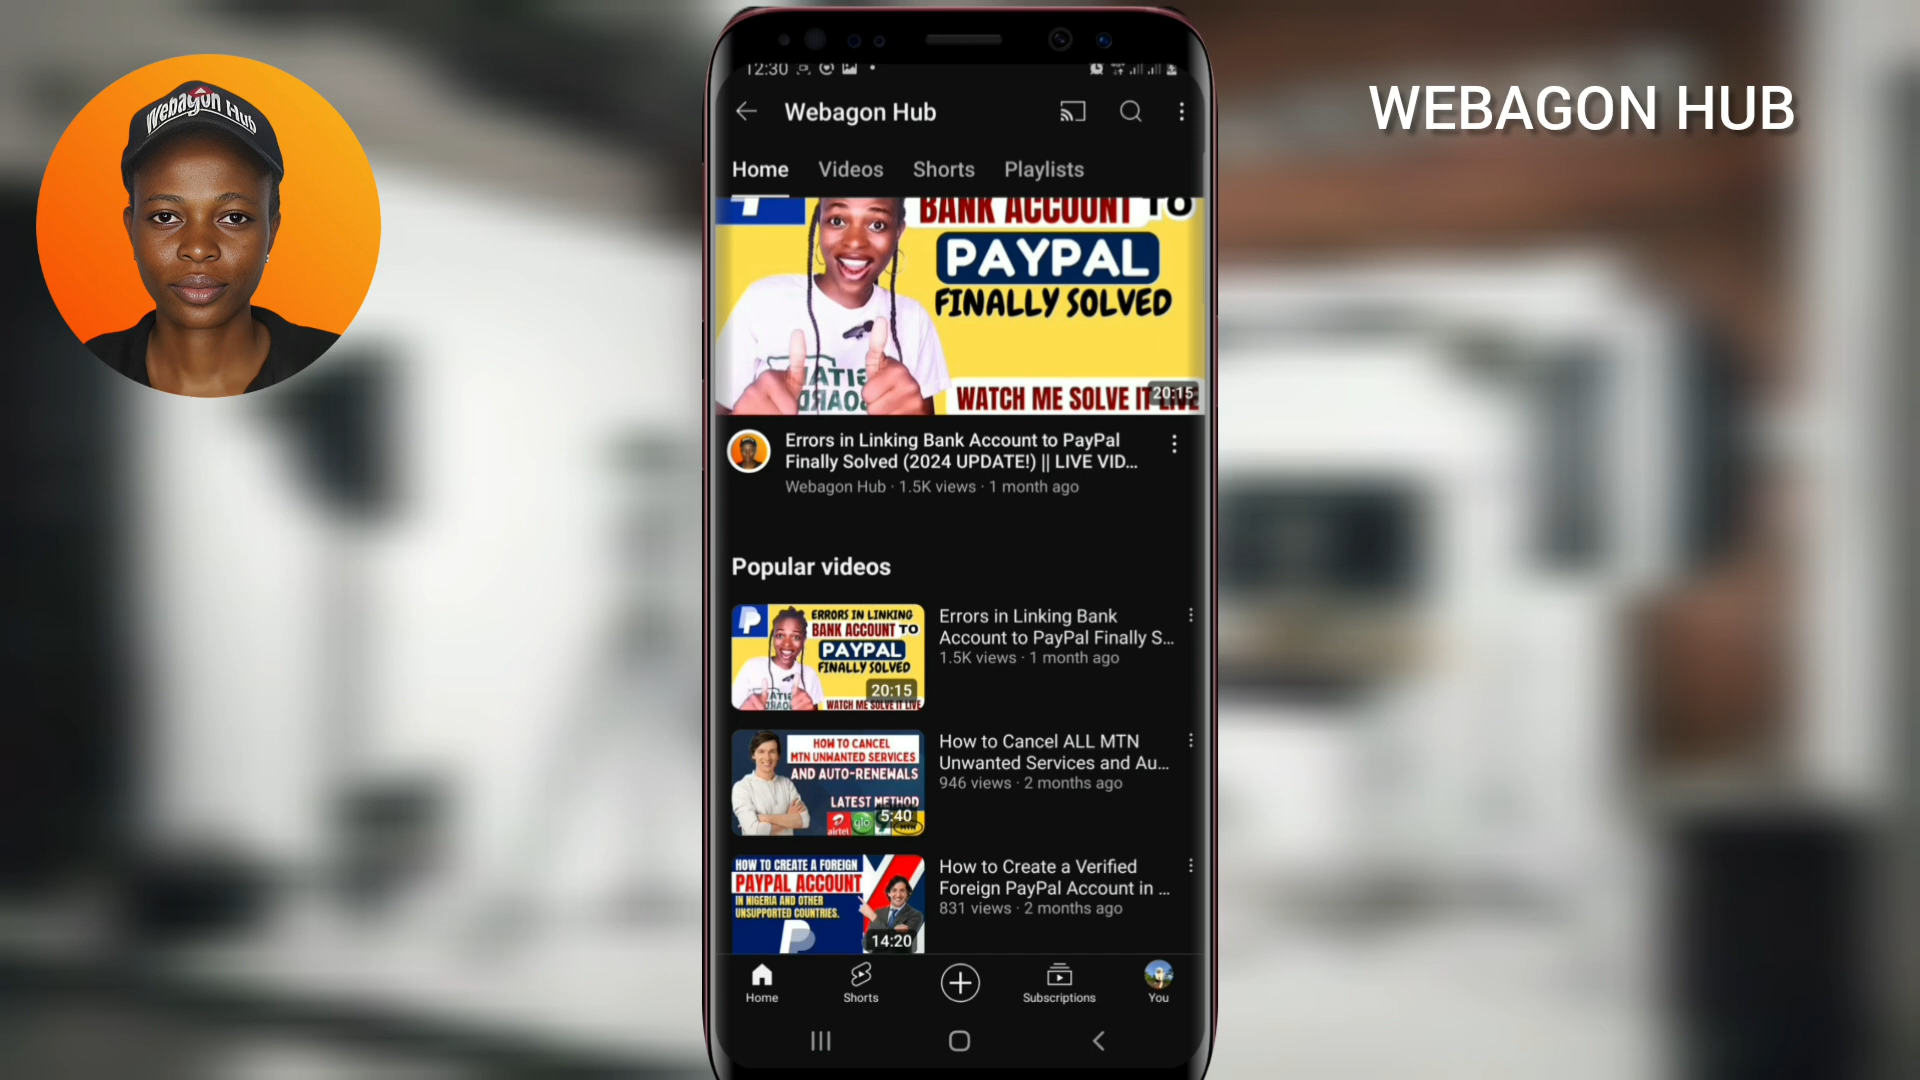 Webagon Hub
WEBAGON HUB
12:30
Webagon Hub
Home Videos Shorts Playlists
BANK ACCOUNT TO
PAYPAL
FINALLY SOLVED
WATCH ME SOLVE IT LIVE
20:15
Errors in Linking Bank Account to PayPal
Finally Solved (2024 UPDATE!) || LIVE VID...
Webagon Hub · 1.5K views · 1 month ago
Popular videos
ERRORS IN LINKING
BANK ACCOUNT TO
PAYPAL
FINALLY SOLVED
20:15
WATCH ME SOLVE IT LIVE
Errors in Linking Bank
Account to PayPal Finally S...
1.5K views · 1 month ago
HOW TO CANCEL
MTN UNWANTED SERVICES
AND AUTO-RENEWALS
LATEST METHOD
5:40
airtel glo MTN
How to Cancel ALL MTN
Unwanted Services and Au...
946 views · 2 months ago
HOW TO CREATE A FOREIGN
PAYPAL ACCOUNT
IN NIGERIA AND OTHER
UNSUPPORTED COUNTRIES.
14:20
How to Create a Verified
Foreign PayPal Account in ...
831 views · 2 months ago
Home Shorts Subscriptions You